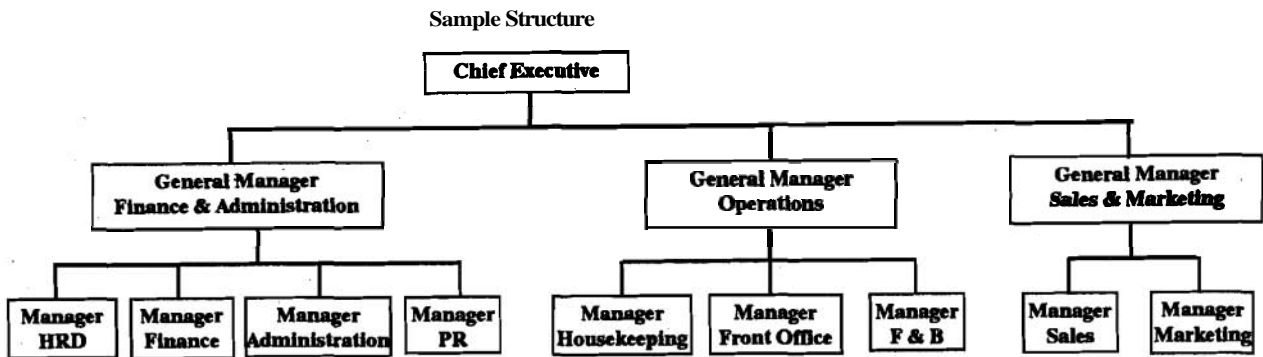 Sample Structure
Chief Executive
General Manager
Finance & Administration
General Manager
Operations
General Manager
Sales & Marketing
Manager
HRD
Manager
Finance
Manager
Administration
Manager
PR
Manager
Housekeeping
Manager
Front Office
Manager
F & B
Manager
Sales
Manager
Marketing